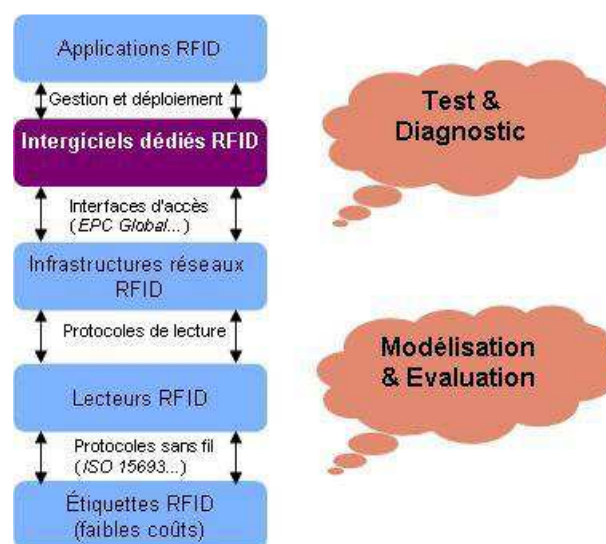 Applications RFID
Gestion et déploiement
Intergiciels dédiés RFID
Interfaces d'accès
(EPC Global...)
Infrastructures réseaux
RFID
Protocoles de lecture
Lecteurs RFID
Protocoles sans fil
(ISO 15693...)
Étiquettes RFID
(faibles coûts)
Test &
Diagnostic
Modélisation
& Evaluation